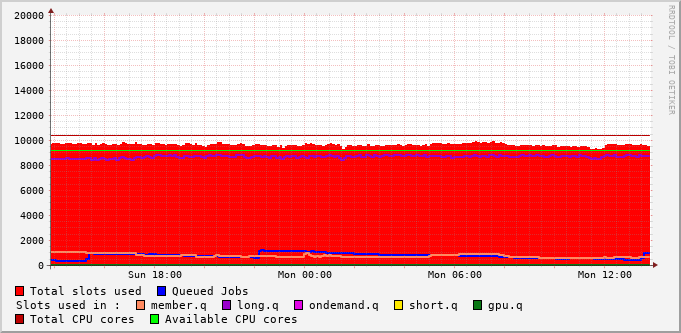 RRDTOOL / TOBI OETIKER
20000
18000
16000
14000
12000
10000
8000
6000
4000
2000
0
Sun 18:00 Mon 00:00 Mon 06:00 Mon 12:00
Total slots used Queued Jobs
Slots used in : member.q long.q ondemand.q short.q gpu.q
Total CPU cores Available CPU cores